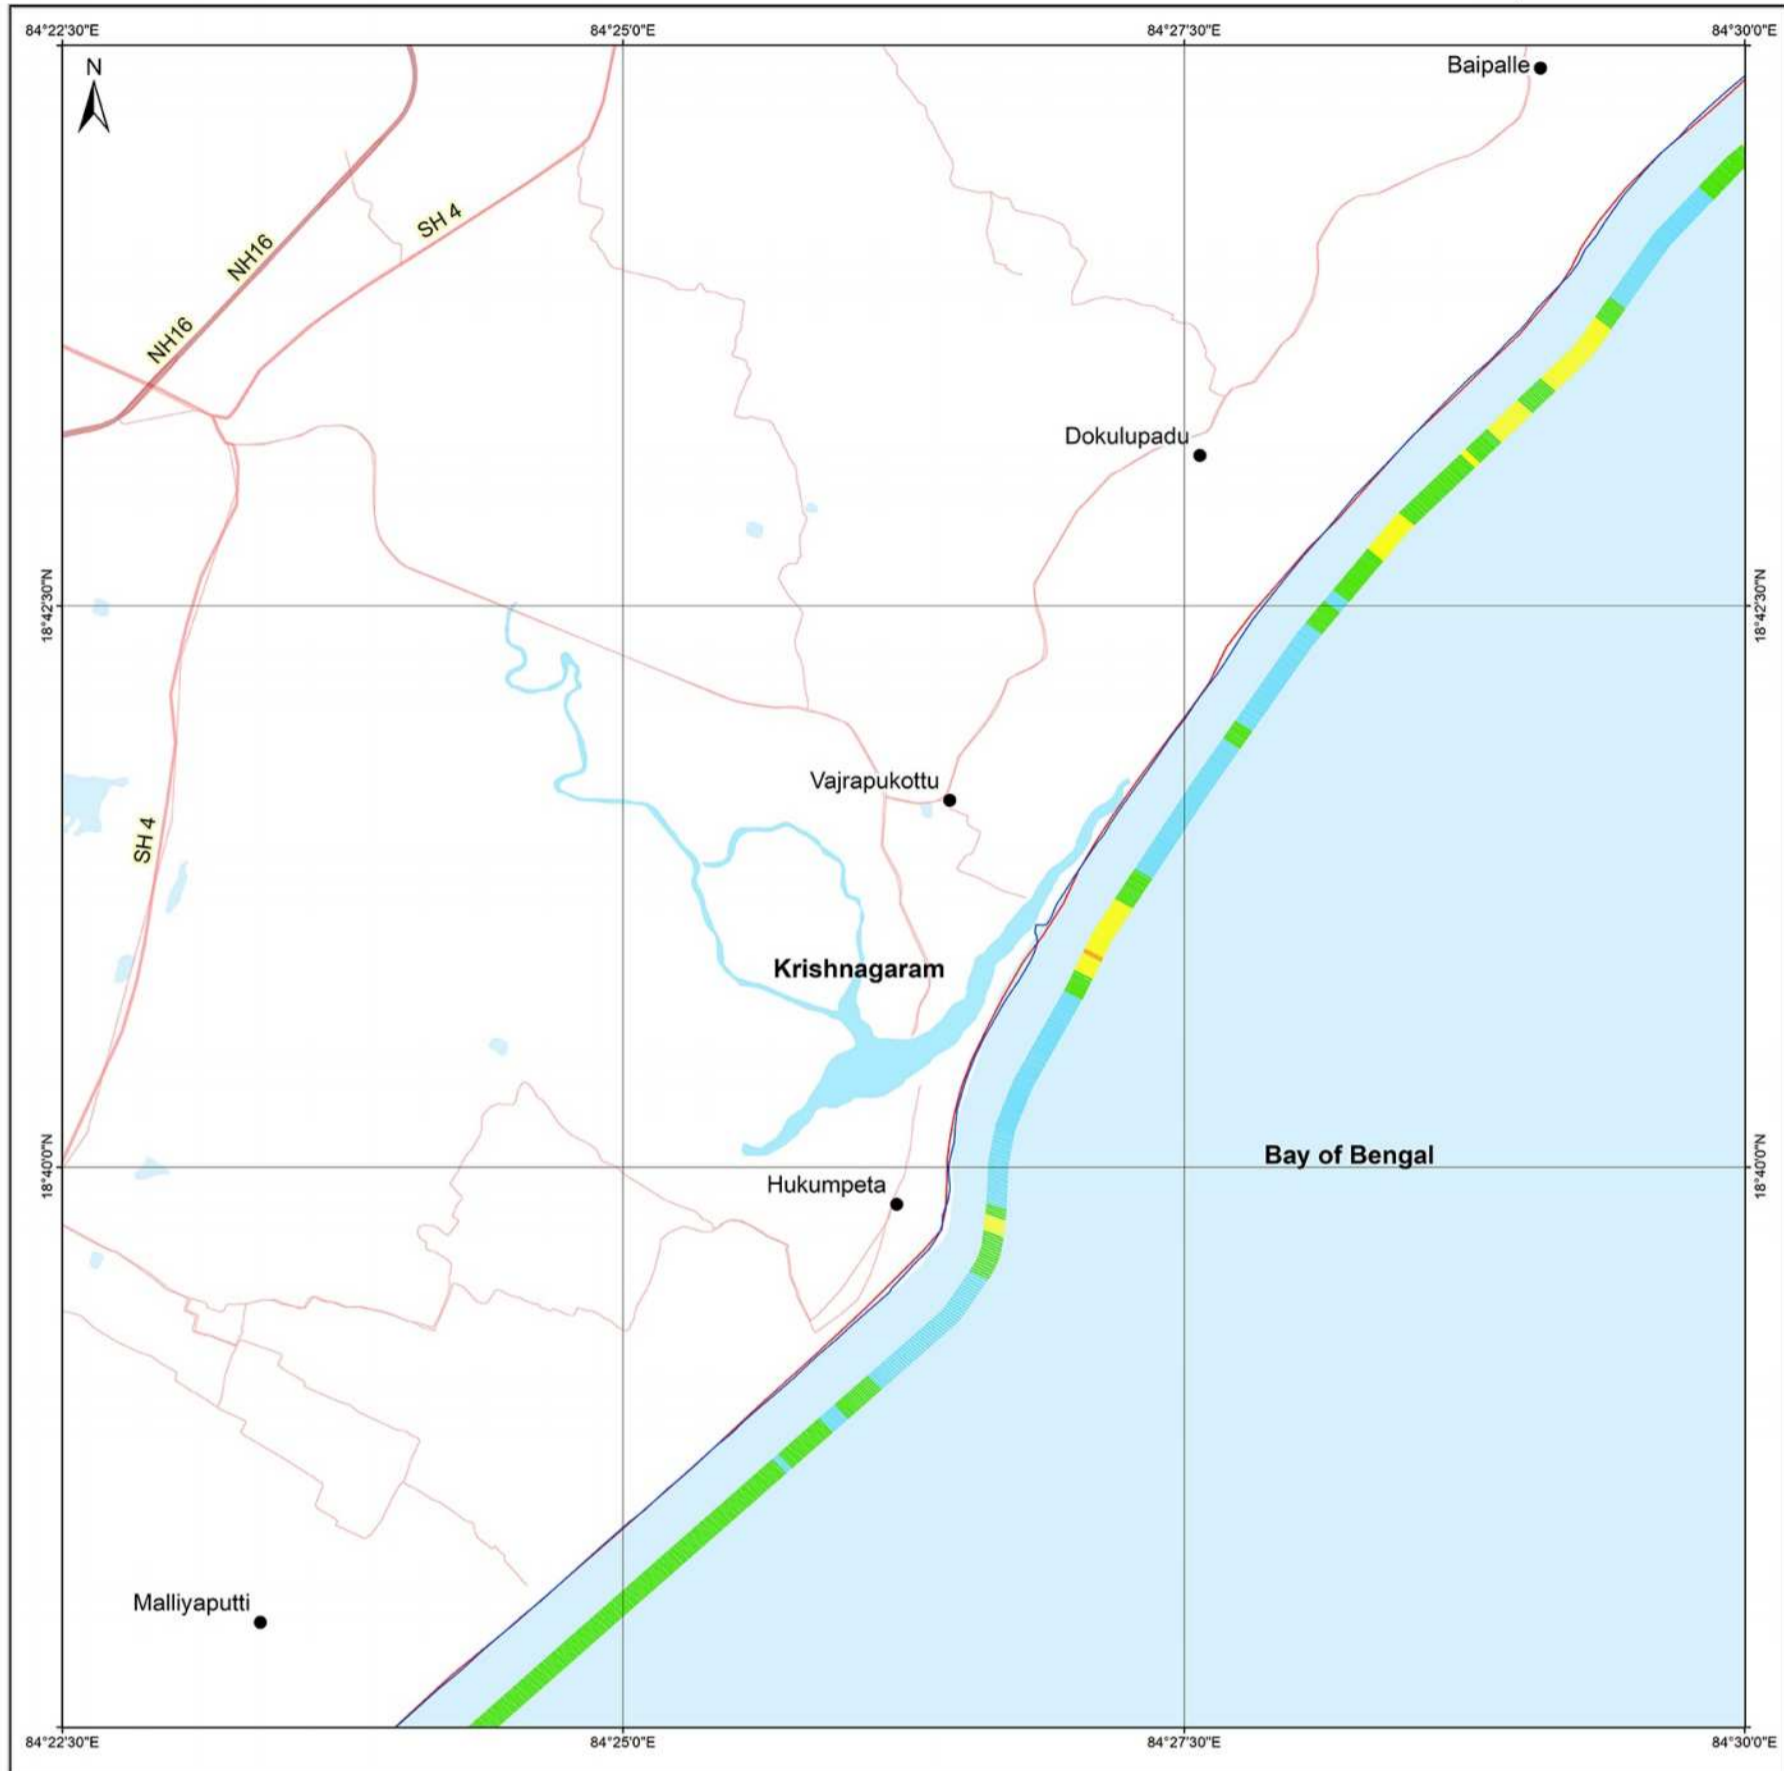 84°22'30"E
84°25'0"E
84°27'30"E
84°30'0"E
N
Baipalle
SH 4
NH16
NH16
Dokulupadu
18°42'30"N
18°42'30"N
Vajrapukottu
SH 4
Krishnagaram
18°40'0"N
Bay of Bengal
18°40'0"N
Hukumpeta
Malliyaputti
84°22'30"E
84°25'0"E
84°27'30"E
84°30'0"E